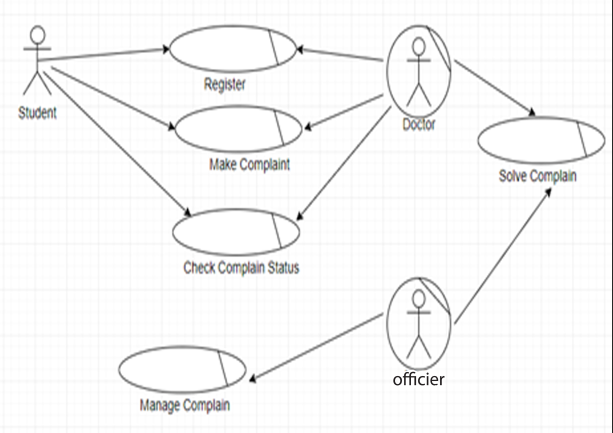 Register
Student
Doctor
Make Complaint
Solve Complain
Check Complain Status
officier
Manage Complain